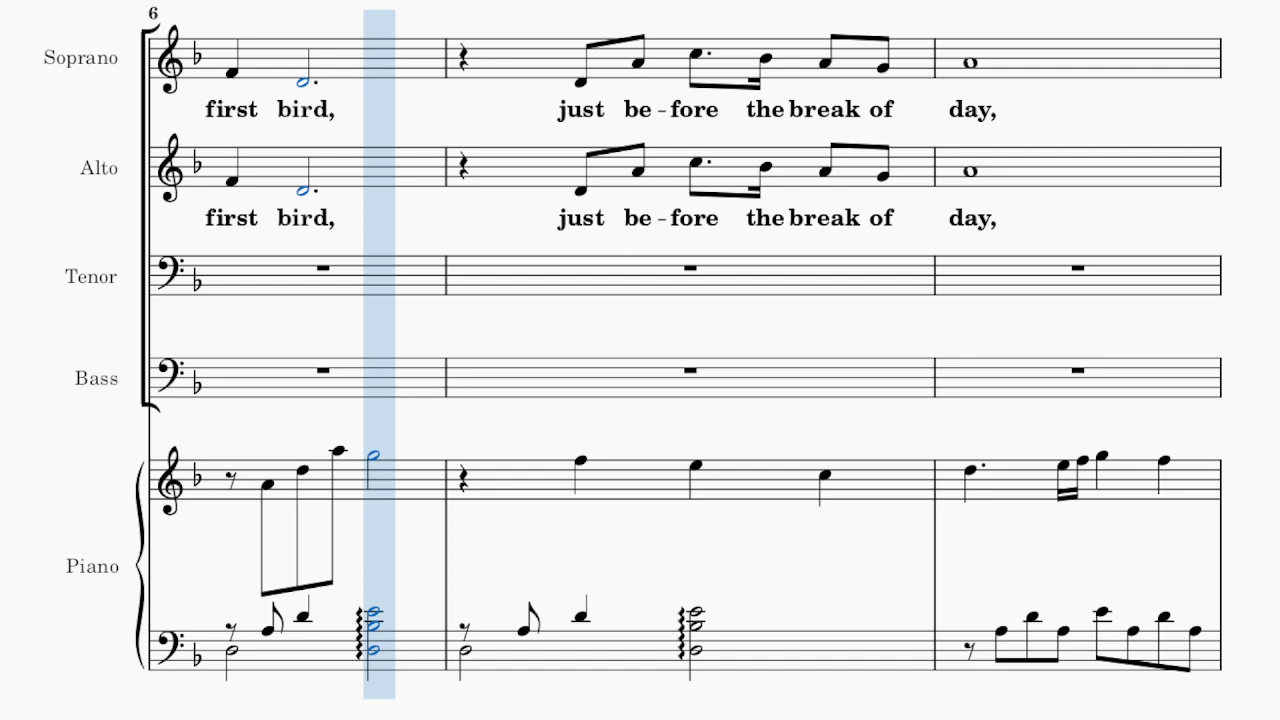 6
Soprano
first bird, just be - fore the break of day,
Alto
first bird, just be - fore the break of day,
Tenor
Bass
Piano